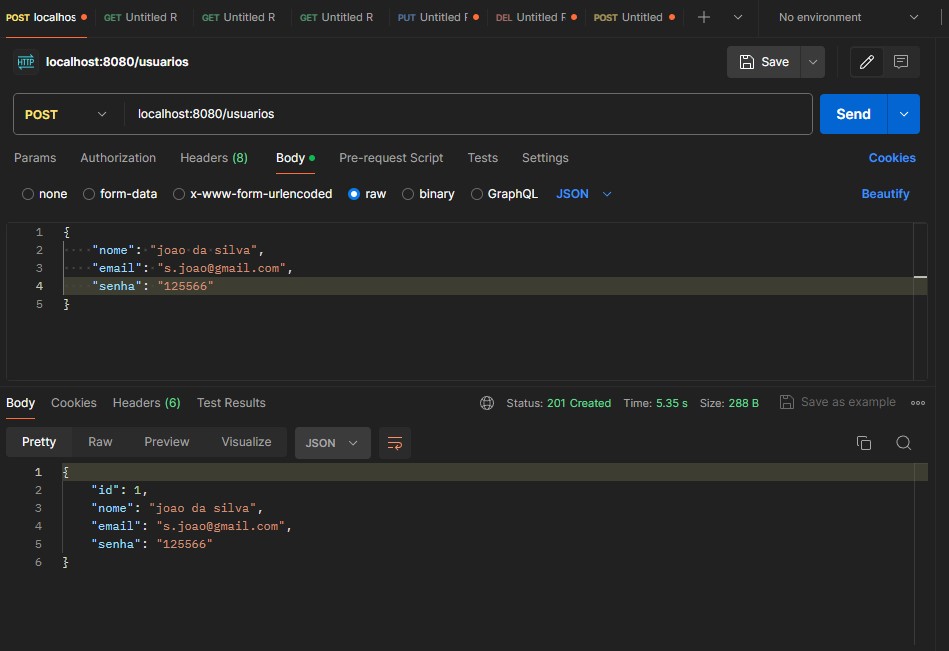 POST localhos GET Untitled R GET Untitled R GET Untitled R PUT Untitled F DEL Untitled F POST Untitled No environment
HTTP localhost:8080/usuarios Save
POST localhost:8080/usuarios Send
Params Authorization Headers (8) Body Pre-request Script Tests Settings Cookies
none form-data x-www-form-urlencoded raw binary GraphQL JSON Beautify
1 {
2 "nome": "joao da silva",
3 "email": "s.joao@gmail.com",
4 "senha": "125566"
5 }
Body Cookies Headers (6) Test Results Status: 201 Created Time: 5.35 s Size: 288 B Save as example
Pretty Raw Preview Visualize JSON
1 {
2 "id": 1,
3 "nome": "joao da silva",
4 "email": "s.joao@gmail.com",
5 "senha": "125566"
6 }